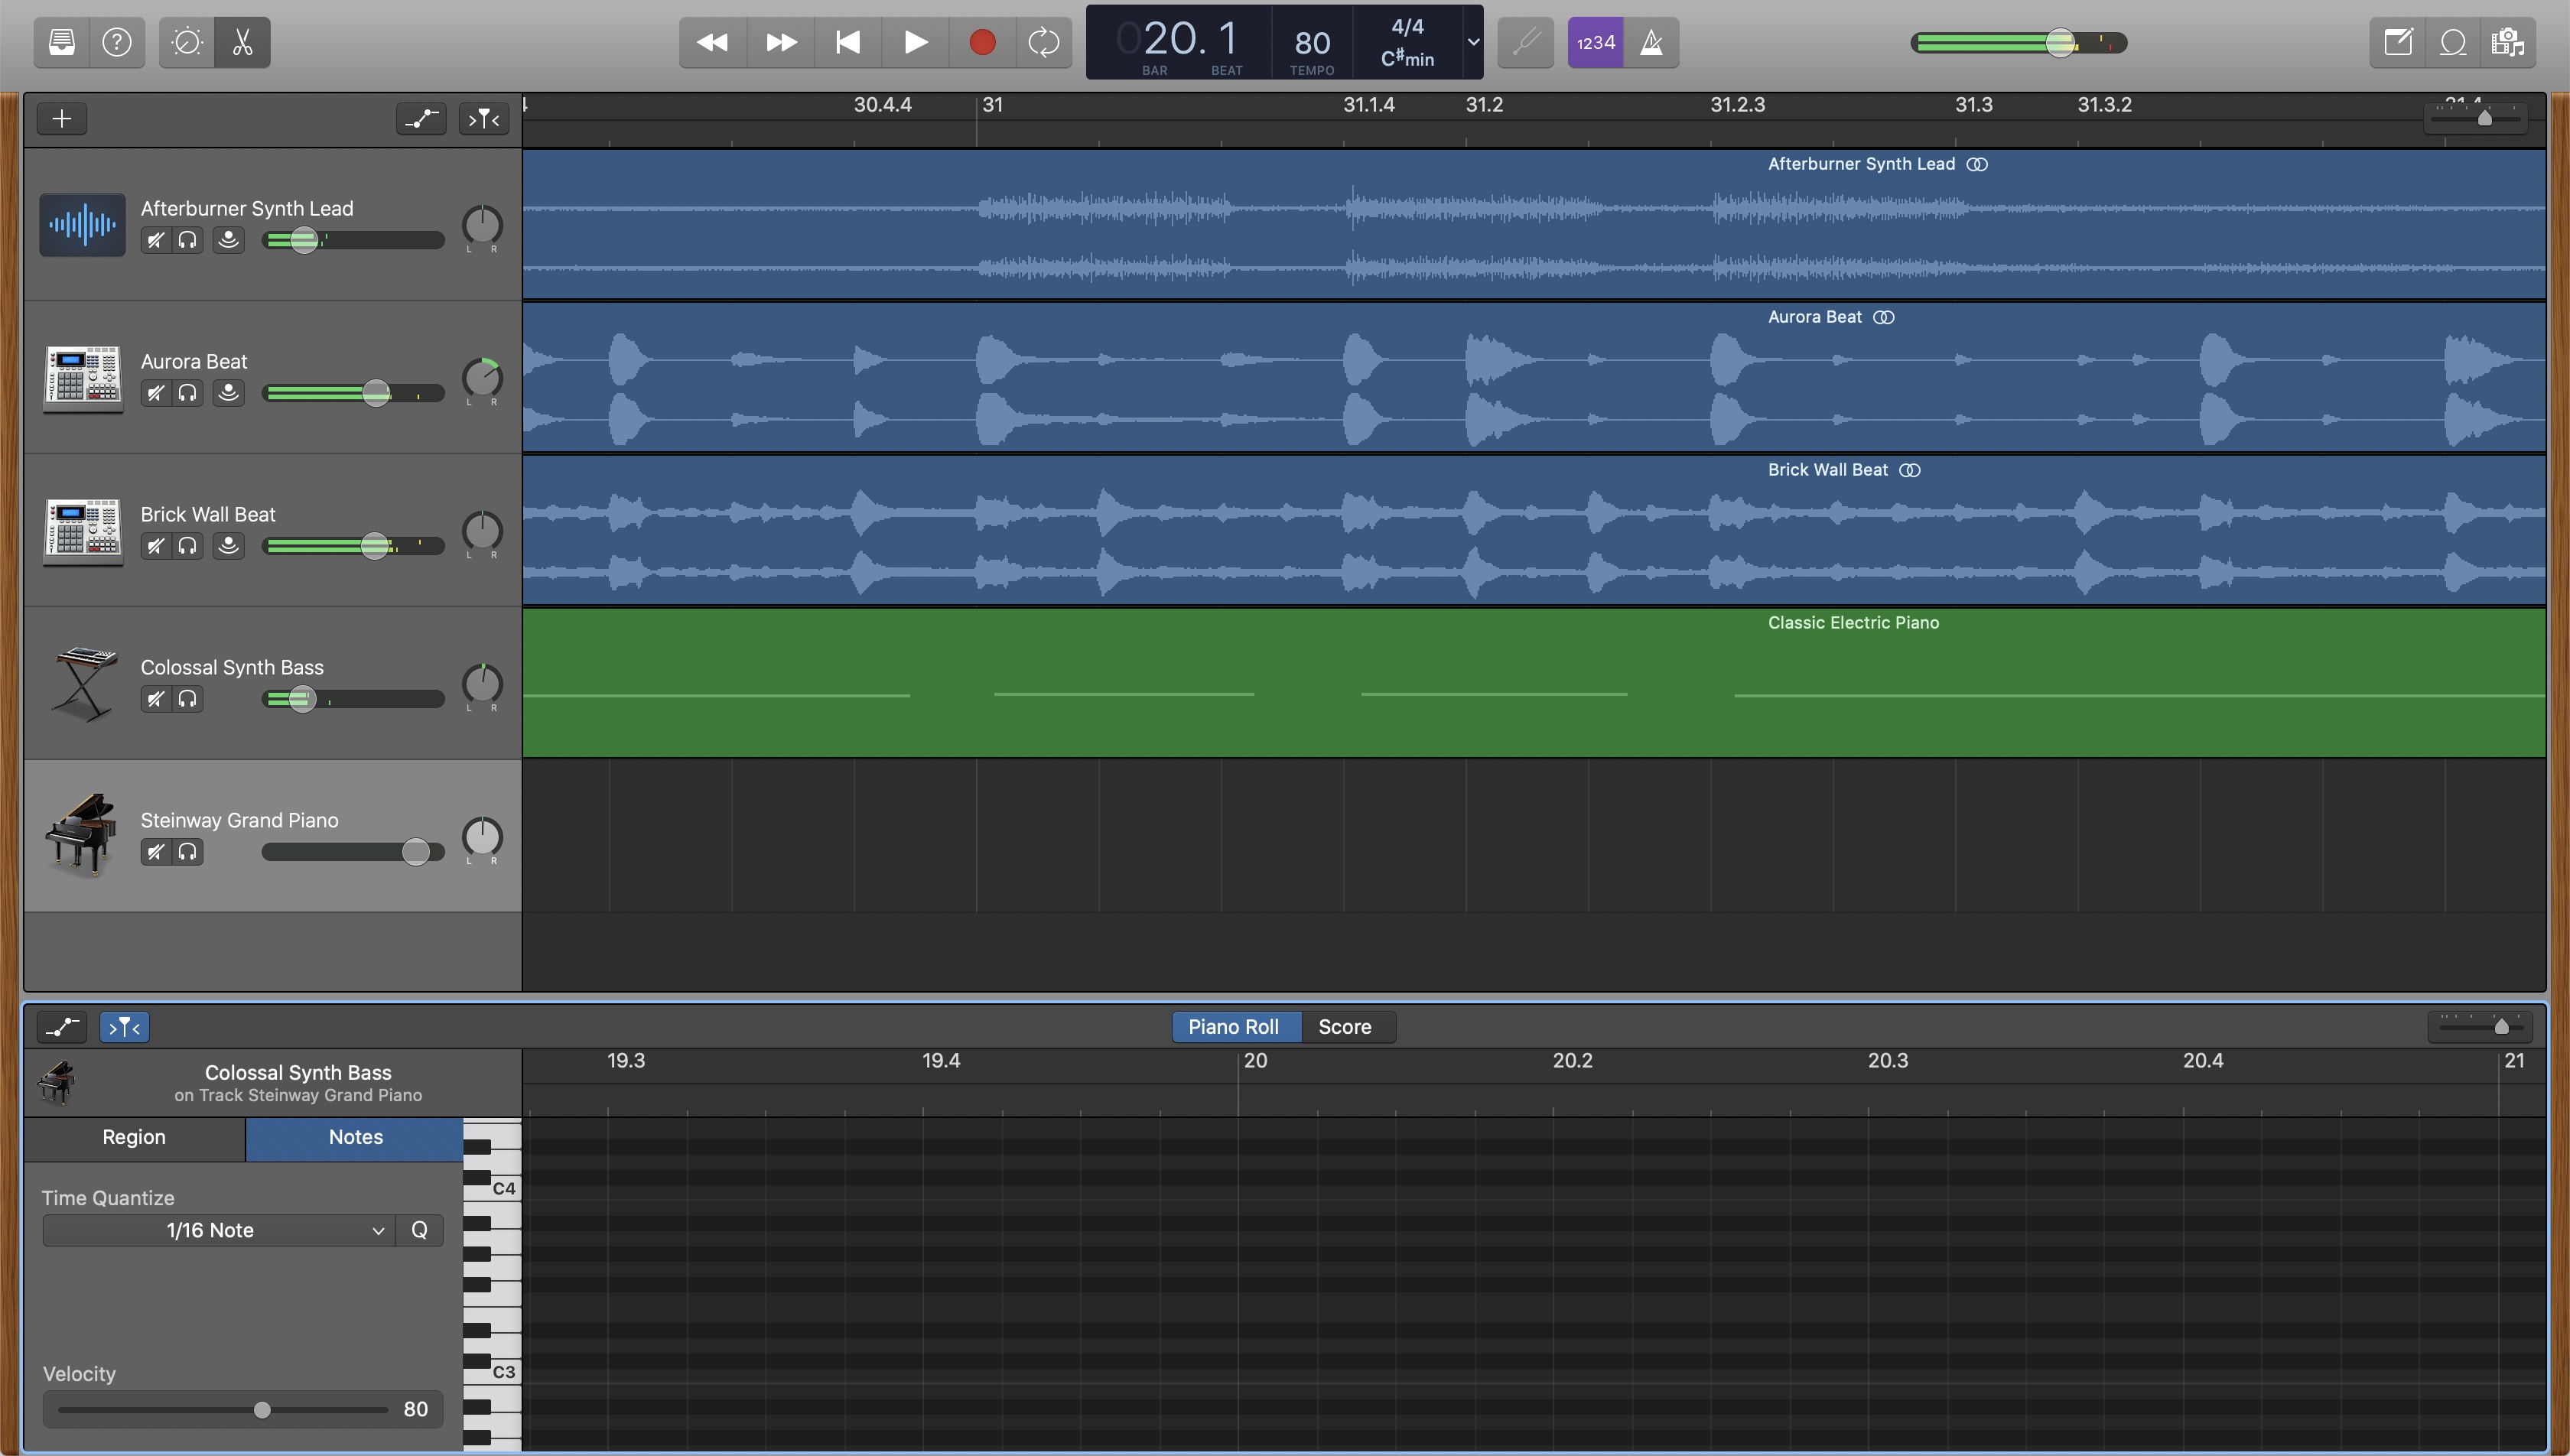 020. 1
BAR BEAT
80
TEMPO
4/4
C#min
1234
30.4.4 31 31.1.4 31.2 31.2.3 31.3 31.3.2
Afterburner Synth Lead
L R
Afterburner Synth Lead
Aurora Beat
L R
Aurora Beat
Brick Wall Beat
L R
Brick Wall Beat
Colossal Synth Bass
L R
Classic Electric Piano
Steinway Grand Piano
L R
Piano Roll Score
Colossal Synth Bass
on Track Steinway Grand Piano
19.3 19.4 20 20.2 20.3 20.4 21
Region Notes
Time Quantize
1/16 Note Q
Velocity
80
C4
C3